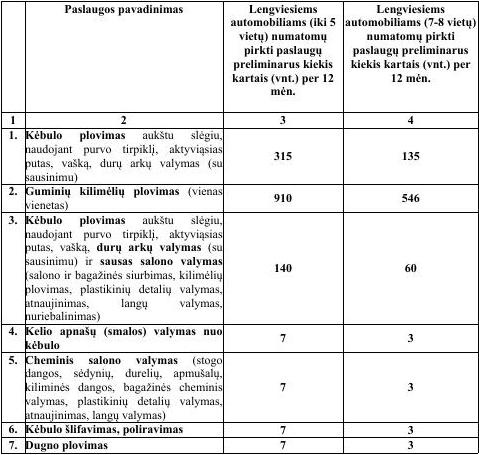 Paslaugos pavadinimas
Lengviesiems
automobiliams (iki 5
vietų) numatomų
pirkti paslaugų
preliminarus kiekis
kartais (vnt.) per 12
mėn.
Lengviesiems
automobiliams (7-8 vietų)
numatomų pirkti
paslaugų preliminarus
kiekis kartais (vnt.) per
12 mėn.
1 2 3 4
1. Kėbulo plovimas aukštu slėgiu,
naudojant purvo tirpiklį, aktyviąsias
putas, vašką, durų arkų valymas (su
sausinimu)
315 135
2. Guminių kilimėlių plovimas (vienas
vienetas)
910 546
3. Kėbulo plovimas aukštu slėgiu,
naudojant purvo tirpiklį, aktyviąsias
putas, vašką, durų arkų valymas (su
sausinimu) ir sausas salono valymas
(salono ir bagažinės siurbimas, kilimėlių
plovimas, plastikinių detalių valymas,
atnaujinimas, langų valymas,
nuriebalinimas)
140 60
4. Kelio apnašų (smalos) valymas nuo
kėbulo
7 3
5. Cheminis salono valymas (stogo
dangos, sėdynių, durelių, apmušalų,
kiliminės dangos, bagažinės cheminis
valymas, plastikinių detalių valymas,
atnaujinimas, langų valymas)
7 3
6. Kėbulo šlifavimas, poliravimas 7 3
7. Dugno plovimas 7 3